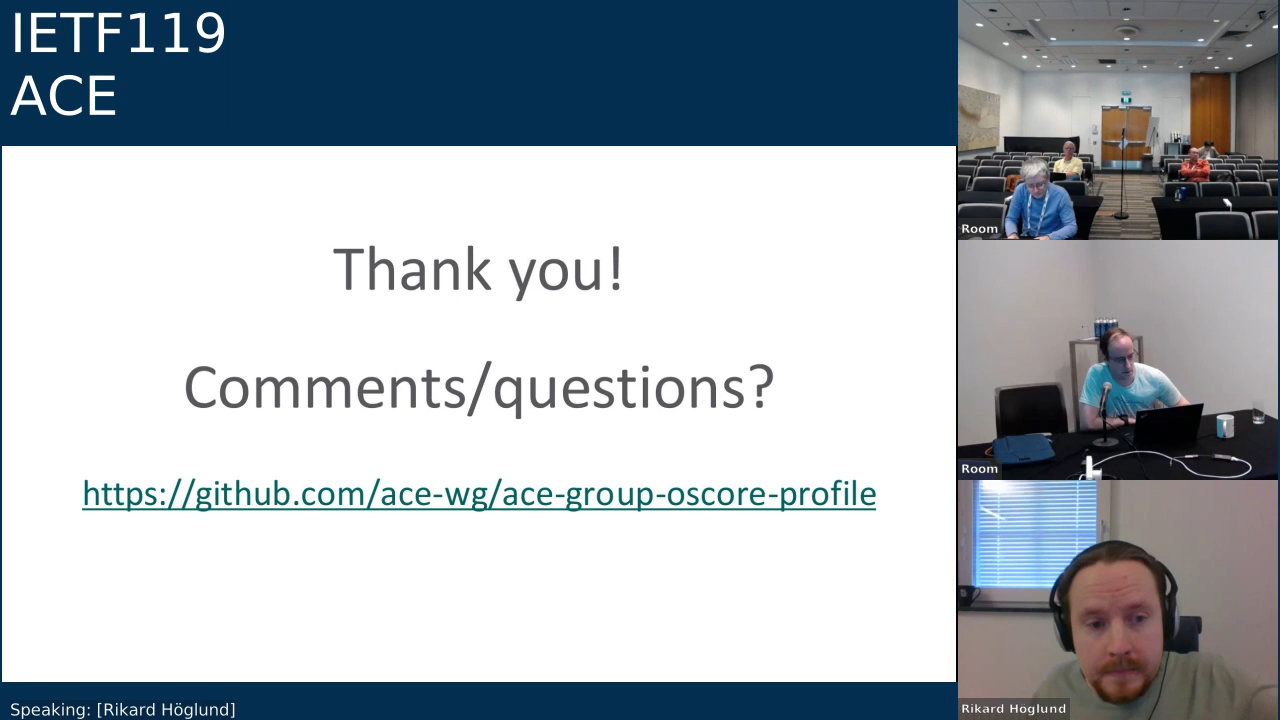 IETF119
ACE
Thank you!
Comments/questions?
https://github.com/ace-wg/ace-group-oscore-profile
Speaking: [Rikard Höglund]
Room
Room
Rikard Hoglund